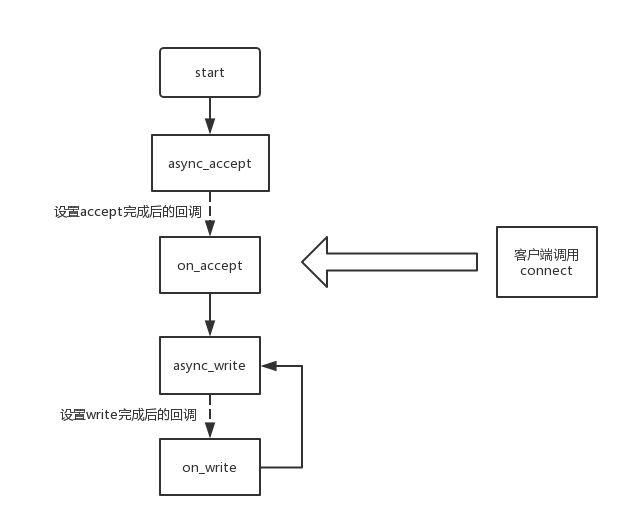 start
async_accept
设置accept完成后的回调
on_accept
客户端调用
connect
async_write
设置write完成后的回调
on_write